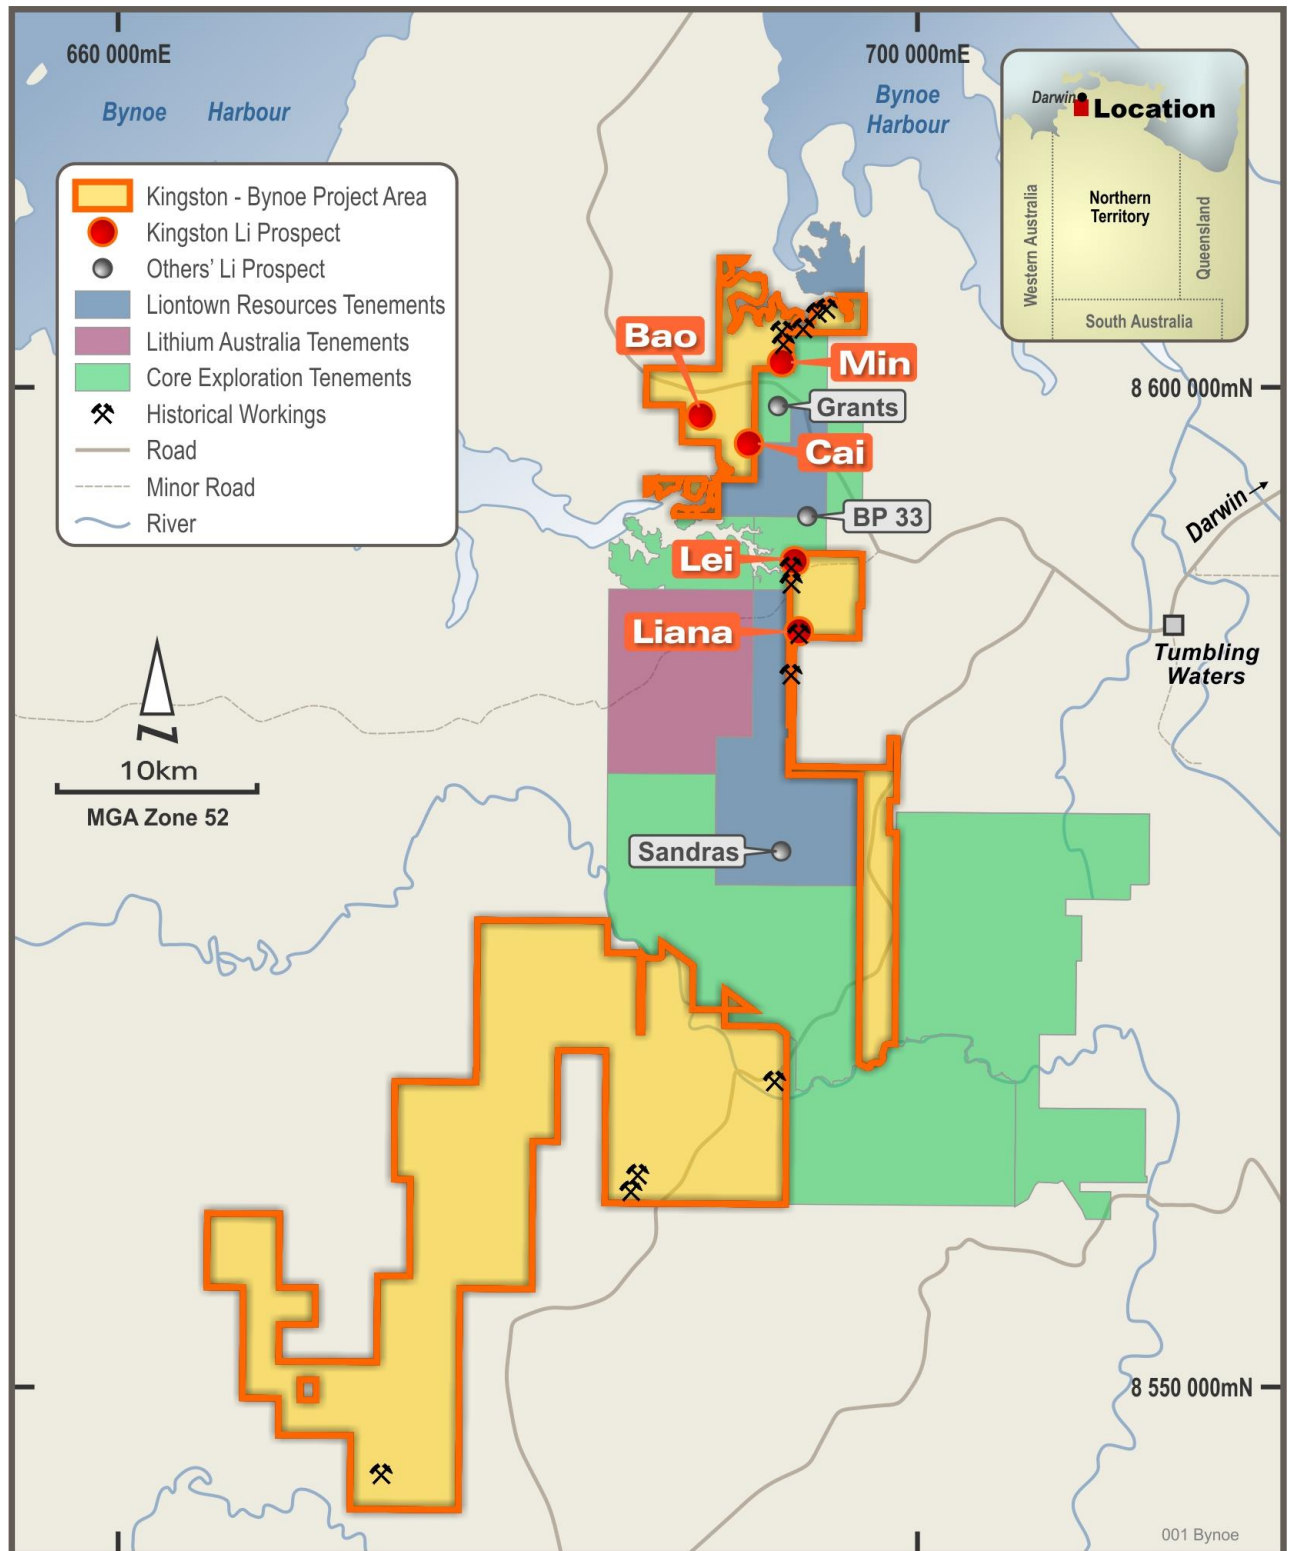 660 000mE
700 000mE
Bynoe Harbour
Bynoe
Harbour
Darwin
Location
Western Australia
Northern
Territory
Queensland
South Australia
Kingston - Bynoe Project Area
Kingston Li Prospect
Others' Li Prospect
Liontown Resources Tenements
Lithium Australia Tenements
Core Exploration Tenements
Historical Workings
Road
Minor Road
River
Bao
Min
8 600 000mN
Grants
Cai
BP 33
Darwin
Lei
Liana
Tumbling
Waters
N
10km
MGA Zone 52
Sandras
8 550 000mN
001 Bynoe